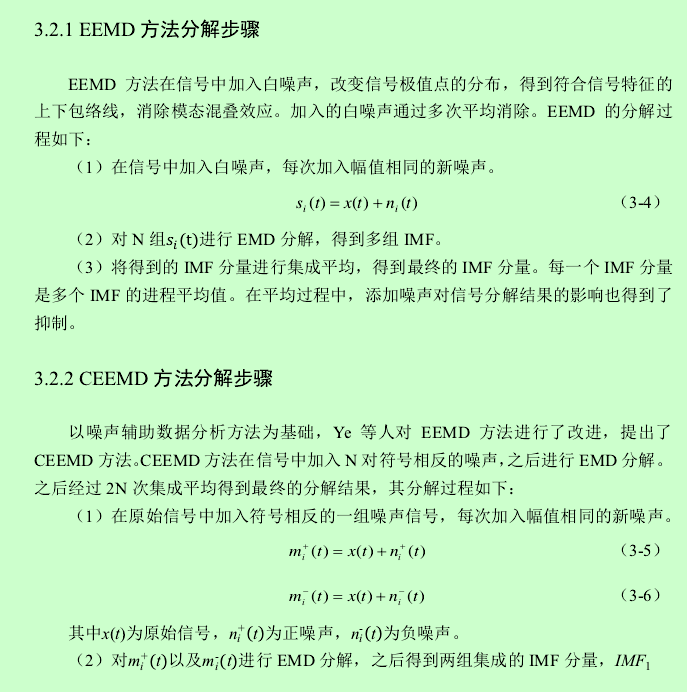 3.2.1 EEMD 方法分解步骤
EEMD 方法在信号中加入白噪声，改变信号极值点的分布，得到符合信号特征的
上下包络线，消除模态混叠效应。加入的白噪声通过多次平均消除。EEMD 的分解过
程如下：
（1）在信号中加入白噪声，每次加入幅值相同的新噪声。
s_i(t) = x(t) + n_i(t) （3-4）
（2）对 N 组s_i(t)进行 EMD 分解，得到多组 IMF。
（3）将得到的 IMF 分量进行集成平均，得到最终的 IMF 分量。每一个 IMF 分量
是多个 IMF 的进程平均值。在平均过程中，添加噪声对信号分解结果的影响也得到了
抑制。
3.2.2 CEEMD 方法分解步骤
以噪声辅助数据分析方法为基础，Ye 等人对 EEMD 方法进行了改进，提出了
CEEMD 方法。CEEMD 方法在信号中加入 N 对符号相反的噪声，之后进行 EMD 分解。
之后经过 2N 次集成平均得到最终的分解结果，其分解过程如下：
（1）在原始信号中加入符号相反的一组噪声信号，每次加入幅值相同的新噪声。
m_i^+(t) = x(t) + n_i^+(t) （3-5）
m_i^-(t) = x(t) + n_i^-(t) （3-6）
其中x(t)为原始信号，n_i^+(t)为正噪声，n_i^-(t)为负噪声。
（2）对m_i^+(t)以及m_i^-(t)进行 EMD 分解，之后得到两组集成的 IMF 分量，IMF_1